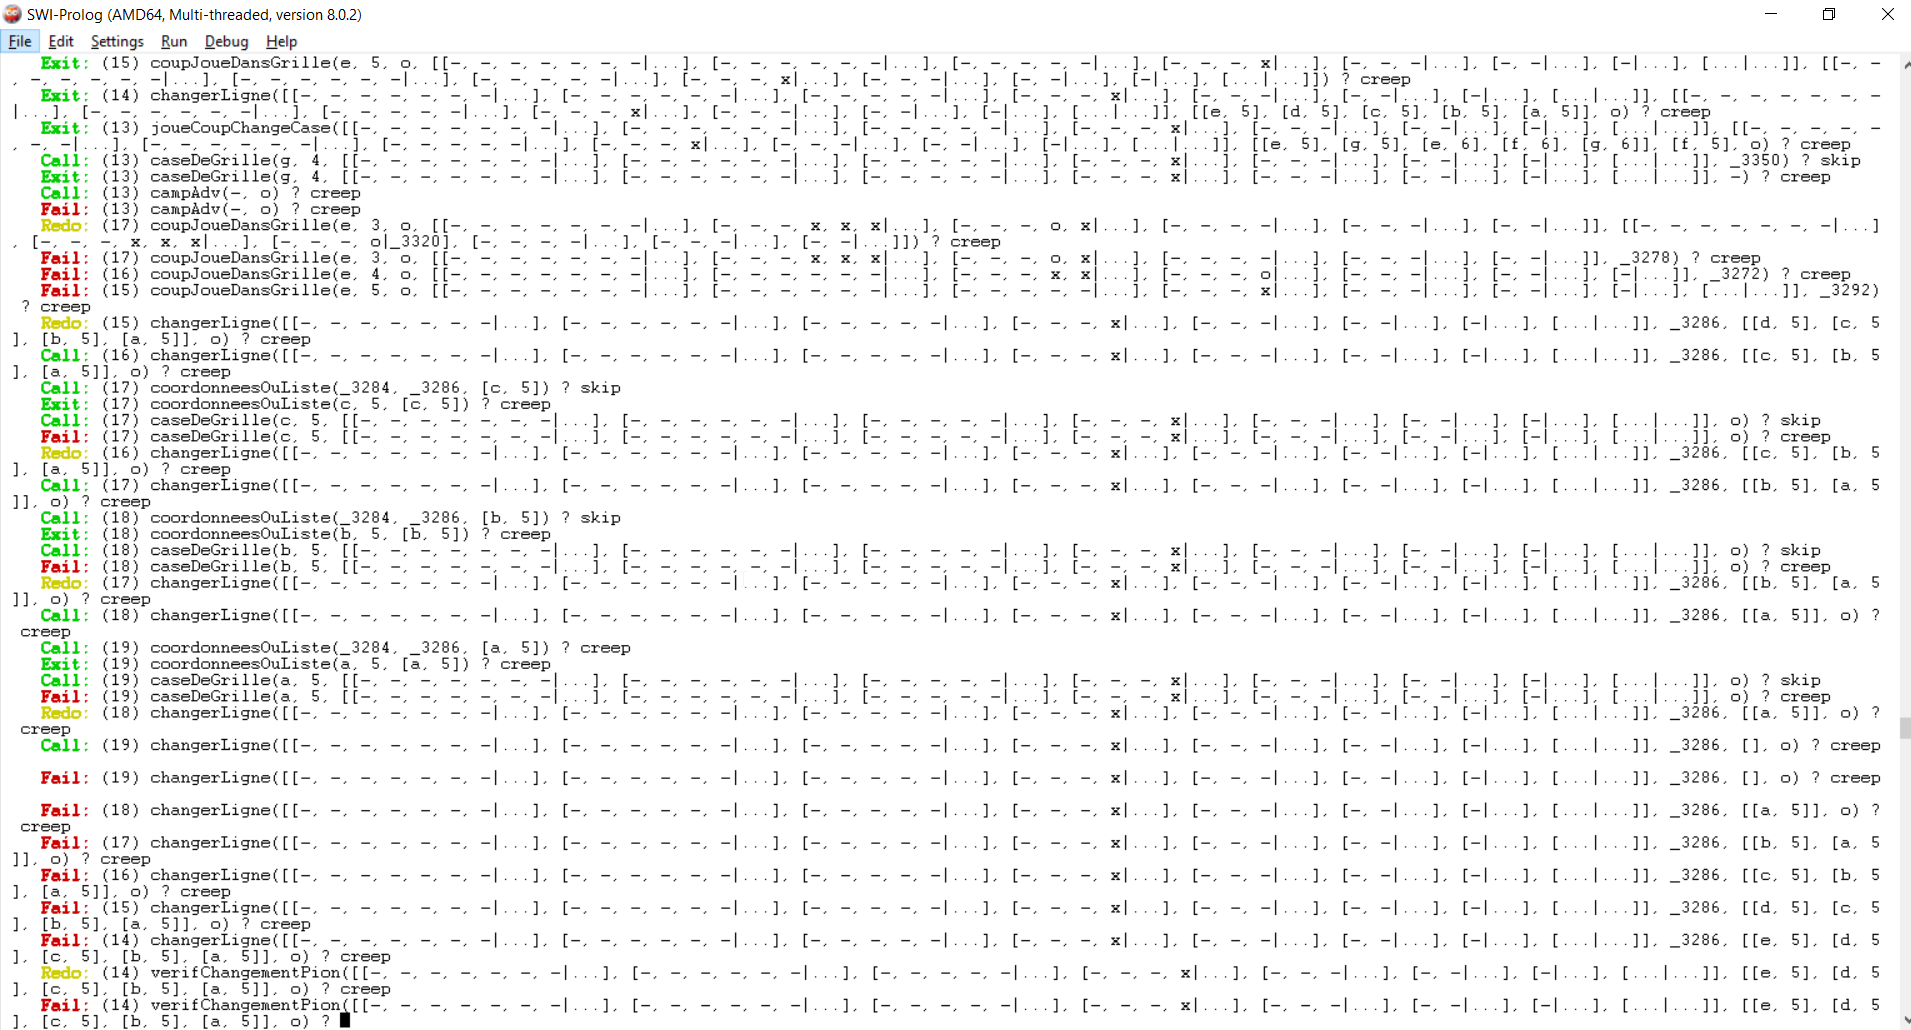 SWI-Prolog (AMD64, Multi-threaded, version 8.0.2)
File Edit Settings Run Debug Help
Exit: (15) coupJoueDansGrille(e, 5, o, [[-, -, -, -, -, -, -|...], [-, -, -, -, -, -|...], [-, -, -, -, -|...], [-, -, -, x|...], [-, -, -|...], [-, -|...], [-|...], [...|...]], [[-, -
, -, -, -, -, -|...], [-, -, -, -, -, -|...], [-, -, -, -, -|...], [-, -, -, x|...], [-, -, -|...], [-, -|...], [-|...], [...|...]]) ? creep
Exit: (14) changerLigne([[-, -, -, -, -, -, -|...], [-, -, -, -, -, -|...], [-, -, -, -, -|...], [-, -, -, x|...], [-, -, -|...], [-, -|...], [-|...], [...|...]], [[-, -, -, -, -, -, -
|...], [-, -, -, -, -, -|...], [-, -, -, -, -|...], [-, -, -, x|...], [-, -, -|...], [-, -|...], [-|...], [...|...]], [[e, 5], [d, 5], [c, 5], [b, 5], [a, 5]], o) ? creep
Exit: (13) joueCoupChangeCase([[-, -, -, -, -, -, -|...], [-, -, -, -, -, -|...], [-, -, -, -, -|...], [-, -, -, x|...], [-, -, -|...], [-, -|...], [-|...], [...|...]], [[-, -, -, -, -
, -, -|...], [-, -, -, -, -, -|...], [-, -, -, -, -|...], [-, -, -, x|...], [-, -, -|...], [-, -|...], [-|...], [...|...]], [[e, 5], [g, 5], [e, 6], [f, 6], [g, 6]], [f, 5], o) ? creep
Call: (13) caseDeGrille(g, 4, [[-, -, -, -, -, -, -|...], [-, -, -, -, -, -|...], [-, -, -, -, -|...], [-, -, -, x|...], [-, -, -|...], [-, -|...], [-|...], [...|...]], _3350) ? skip
Exit: (13) caseDeGrille(g, 4, [[-, -, -, -, -, -, -|...], [-, -, -, -, -, -|...], [-, -, -, -, -|...], [-, -, -, x|...], [-, -, -|...], [-, -|...], [-|...], [...|...]], -) ? creep
Call: (13) campAdv(-, o) ? creep
Fail: (13) campAdv(-, o) ? creep
Redo: (17) coupJoueDansGrille(e, 3, o, [[-, -, -, -, -, -, -|...], [-, -, -, x, x, x|...], [-, -, -, o, x|...], [-, -, -, -|...], [-, -, -|...], [-, -|...]], [[-, -, -, -, -, -, -|...]
, [-, -, -, x, x, x|...], [-, -, -, o|_3320], [-, -, -, -|...], [-, -, -|...], [-, -|...]]) ? creep
Fail: (17) coupJoueDansGrille(e, 3, o, [[-, -, -, -, -, -, -|...], [-, -, -, x, x, x|...], [-, -, -, o, x|...], [-, -, -, -|...], [-, -, -|...], [-, -|...]], _3278) ? creep
Fail: (16) coupJoueDansGrille(e, 4, o, [[-, -, -, -, -, -, -|...], [-, -, -, -, -, -|...], [-, -, -, x, x|...], [-, -, -, o|...], [-, -, -|...], [-, -|...], [-|...]], _3272) ? creep
Fail: (15) coupJoueDansGrille(e, 5, o, [[-, -, -, -, -, -, -|...], [-, -, -, -, -, -|...], [-, -, -, -, -|...], [-, -, -, x|...], [-, -, -|...], [-, -|...], [-|...], [...|...]], _3292)
? creep
Redo: (15) changerLigne([[-, -, -, -, -, -, -|...], [-, -, -, -, -, -|...], [-, -, -, -, -|...], [-, -, -, x|...], [-, -, -|...], [-, -|...], [-|...], [...|...]], _3286, [[d, 5], [c, 5
], [b, 5], [a, 5]], o) ? creep
Call: (16) changerLigne([[-, -, -, -, -, -, -|...], [-, -, -, -, -, -|...], [-, -, -, -, -|...], [-, -, -, x|...], [-, -, -|...], [-, -|...], [-|...], [...|...]], _3286, [[c, 5], [b, 5
], [a, 5]], o) ? creep
Call: (17) coordonneesOuListe(_3284, _3286, [c, 5]) ? skip
Exit: (17) coordonneesOuListe(c, 5, [c, 5]) ? creep
Call: (17) caseDeGrille(c, 5, [[-, -, -, -, -, -, -|...], [-, -, -, -, -, -|...], [-, -, -, -, -|...], [-, -, -, x|...], [-, -, -|...], [-, -|...], [-|...], [...|...]], o) ? skip
Fail: (17) caseDeGrille(c, 5, [[-, -, -, -, -, -, -|...], [-, -, -, -, -, -|...], [-, -, -, -, -|...], [-, -, -, x|...], [-, -, -|...], [-, -|...], [-|...], [...|...]], o) ? creep
Redo: (16) changerLigne([[-, -, -, -, -, -, -|...], [-, -, -, -, -, -|...], [-, -, -, -, -|...], [-, -, -, x|...], [-, -, -|...], [-, -|...], [-|...], [...|...]], _3286, [[c, 5], [b, 5
], [a, 5]], o) ? creep
Call: (17) changerLigne([[-, -, -, -, -, -, -|...], [-, -, -, -, -, -|...], [-, -, -, -, -|...], [-, -, -, x|...], [-, -, -|...], [-, -|...], [-|...], [...|...]], _3286, [[b, 5], [a, 5
]], o) ? creep
Call: (18) coordonneesOuListe(_3284, _3286, [b, 5]) ? skip
Exit: (18) coordonneesOuListe(b, 5, [b, 5]) ? creep
Call: (18) caseDeGrille(b, 5, [[-, -, -, -, -, -, -|...], [-, -, -, -, -, -|...], [-, -, -, -, -|...], [-, -, -, x|...], [-, -, -|...], [-, -|...], [-|...], [...|...]], o) ? skip
Fail: (18) caseDeGrille(b, 5, [[-, -, -, -, -, -, -|...], [-, -, -, -, -, -|...], [-, -, -, -, -|...], [-, -, -, x|...], [-, -, -|...], [-, -|...], [-|...], [...|...]], o) ? creep
Redo: (17) changerLigne([[-, -, -, -, -, -, -|...], [-, -, -, -, -, -|...], [-, -, -, -, -|...], [-, -, -, x|...], [-, -, -|...], [-, -|...], [-|...], [...|...]], _3286, [[b, 5], [a, 5
]], o) ? creep
Call: (18) changerLigne([[-, -, -, -, -, -, -|...], [-, -, -, -, -, -|...], [-, -, -, -, -|...], [-, -, -, x|...], [-, -, -|...], [-, -|...], [-|...], [...|...]], _3286, [[a, 5]], o) ?
creep
Call: (19) coordonneesOuListe(_3284, _3286, [a, 5]) ? creep
Exit: (19) coordonneesOuListe(a, 5, [a, 5]) ? creep
Call: (19) caseDeGrille(a, 5, [[-, -, -, -, -, -, -|...], [-, -, -, -, -, -|...], [-, -, -, -, -|...], [-, -, -, x|...], [-, -, -|...], [-, -|...], [-|...], [...|...]], o) ? skip
Fail: (19) caseDeGrille(a, 5, [[-, -, -, -, -, -, -|...], [-, -, -, -, -, -|...], [-, -, -, -, -|...], [-, -, -, x|...], [-, -, -|...], [-, -|...], [-|...], [...|...]], o) ? creep
Redo: (18) changerLigne([[-, -, -, -, -, -, -|...], [-, -, -, -, -, -|...], [-, -, -, -, -|...], [-, -, -, x|...], [-, -, -|...], [-, -|...], [-|...], [...|...]], _3286, [[a, 5]], o) ?
creep
Call: (19) changerLigne([[-, -, -, -, -, -, -|...], [-, -, -, -, -, -|...], [-, -, -, -, -|...], [-, -, -, x|...], [-, -, -|...], [-, -|...], [-|...], [...|...]], _3286, [], o) ? creep
Fail: (19) changerLigne([[-, -, -, -, -, -, -|...], [-, -, -, -, -, -|...], [-, -, -, -, -|...], [-, -, -, x|...], [-, -, -|...], [-, -|...], [-|...], [...|...]], _3286, [], o) ? creep
Fail: (18) changerLigne([[-, -, -, -, -, -, -|...], [-, -, -, -, -, -|...], [-, -, -, -, -|...], [-, -, -, x|...], [-, -, -|...], [-, -|...], [-|...], [...|...]], _3286, [[a, 5]], o) ?
creep
Fail: (17) changerLigne([[-, -, -, -, -, -, -|...], [-, -, -, -, -, -|...], [-, -, -, -, -|...], [-, -, -, x|...], [-, -, -|...], [-, -|...], [-|...], [...|...]], _3286, [[b, 5], [a, 5
]], o) ? creep
Fail: (16) changerLigne([[-, -, -, -, -, -, -|...], [-, -, -, -, -, -|...], [-, -, -, -, -|...], [-, -, -, x|...], [-, -, -|...], [-, -|...], [-|...], [...|...]], _3286, [[c, 5], [b, 5
], [a, 5]], o) ? creep
Fail: (15) changerLigne([[-, -, -, -, -, -, -|...], [-, -, -, -, -, -|...], [-, -, -, -, -|...], [-, -, -, x|...], [-, -, -|...], [-, -|...], [-|...], [...|...]], _3286, [[d, 5], [c, 5
], [b, 5], [a, 5]], o) ? creep
Fail: (14) changerLigne([[-, -, -, -, -, -, -|...], [-, -, -, -, -, -|...], [-, -, -, -, -|...], [-, -, -, x|...], [-, -, -|...], [-, -|...], [-|...], [...|...]], _3286, [[e, 5], [d, 5
], [c, 5], [b, 5], [a, 5]], o) ? creep
Redo: (14) verifChangementPion([[-, -, -, -, -, -, -|...], [-, -, -, -, -, -|...], [-, -, -, -, -|...], [-, -, -, x|...], [-, -, -|...], [-, -|...], [-|...], [...|...]], [[e, 5], [d, 5
], [c, 5], [b, 5], [a, 5]], o) ? creep
Fail: (14) verifChangementPion([[-, -, -, -, -, -, -|...], [-, -, -, -, -, -|...], [-, -, -, -, -|...], [-, -, -, x|...], [-, -, -|...], [-, -|...], [-|...], [...|...]], [[e, 5], [d, 5
], [c, 5], [b, 5], [a, 5]], o) ?